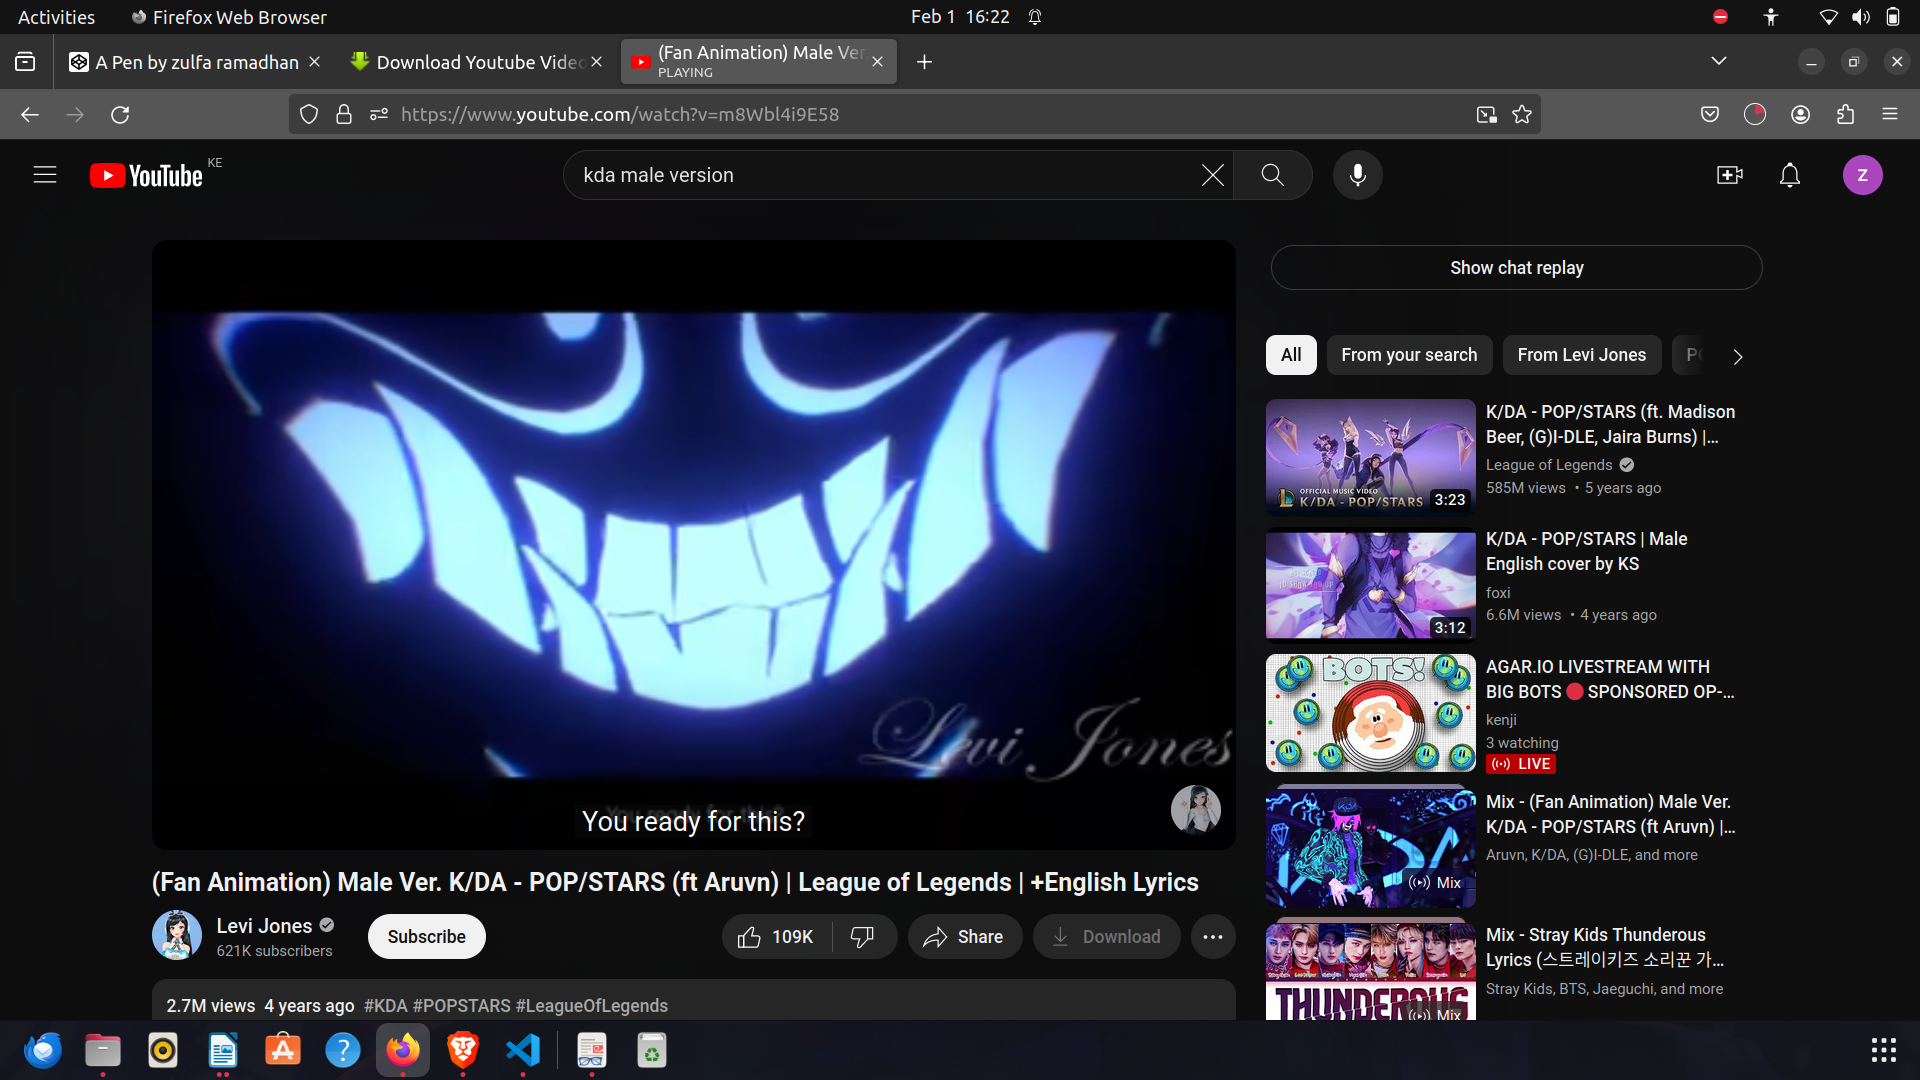 Activities
Firefox Web Browser
Feb 1 16:22
A Pen by zulfa ramadhan
Download Youtube Video
(Fan Animation) Male Ver
PLAYING
https://www.youtube.com/watch?v=m8Wbl4i9E58
YouTube
KE
kda male version
Z
Show chat replay
All
From your search
From Levi Jones
Levi Jones
You ready for this?
K/DA - POP/STARS (ft. Madison
Beer, (G)I-DLE, Jaira Burns) |...
League of Legends
585M views • 5 years ago
OFFICIAL MUSIC VIDEO
K/DA - POP/STARS
3:23
K/DA - POP/STARS | Male
English cover by KS
foxi
6.6M views • 4 years ago
3:12
BOTS!
AGAR.IO LIVESTREAM WITH
BIG BOTS 🔴 SPONSORED OP-...
kenji
3 watching
LIVE
Mix - (Fan Animation) Male Ver.
K/DA - POP/STARS (ft Aruvn) |...
Aruvn, K/DA, (G)I-DLE, and more
Mix
Mix - Stray Kids Thunderous
Lyrics (스트레이키즈 소리꾼 가...
Stray Kids, BTS, Jaeguchi, and more
THUNDEROUS
Mix
(Fan Animation) Male Ver. K/DA - POP/STARS (ft Aruvn) | League of Legends | +English Lyrics
Levi Jones
621K subscribers
Subscribe
109K
Share
Download
2.7M views 4 years ago #KDA #POPSTARS #LeagueOfLegends